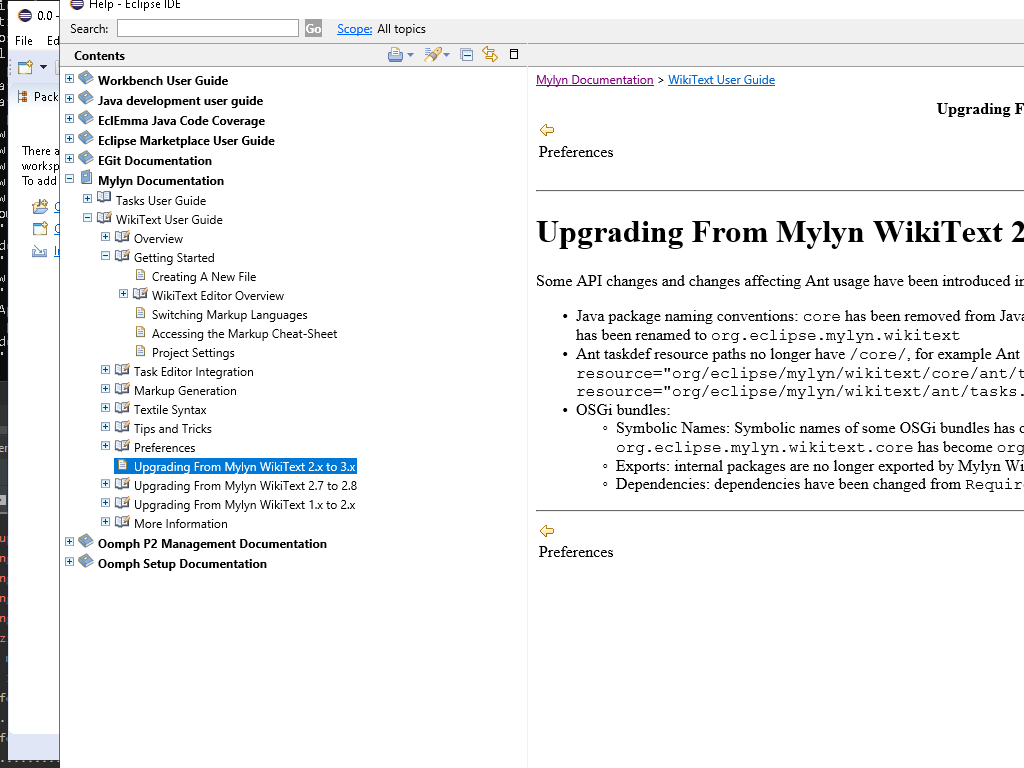 0.0 -
Help - Eclipse IDE
File
Search:
Go
Scope:
All topics
Contents
Pack
Workbench User Guide
Java development user guide
EclEmma Java Code Coverage
Eclipse Marketplace User Guide
EGit Documentation
Mylyn Documentation
Tasks User Guide
WikiText User Guide
Overview
Getting Started
Creating A New File
WikiText Editor Overview
Switching Markup Languages
Accessing the Markup Cheat-Sheet
Project Settings
Task Editor Integration
Markup Generation
Textile Syntax
Tips and Tricks
Preferences
Upgrading From Mylyn WikiText 2.x to 3.x
Upgrading From Mylyn WikiText 2.7 to 2.8
Upgrading From Mylyn WikiText 1.x to 2.x
More Information
Oomph P2 Management Documentation
Oomph Setup Documentation
There a
worksp
To add
Mylyn Documentation > WikiText User Guide
Upgrading F
Preferences
Upgrading From Mylyn WikiText 2
Some API changes and changes affecting Ant usage have been introduced in
• Java package naming conventions: core has been removed from Java
has been renamed to org.eclipse.mylyn.wikitext
• Ant taskdef resource paths no longer have /core/, for example Ant
resource="org/eclipse/mylyn/wikitext/core/ant/t
resource="org/eclipse/mylyn/wikitext/ant/tasks.
• OSGi bundles:
◦ Symbolic Names: Symbolic names of some OSGi bundles has c
org.eclipse.mylyn.wikitext.core has become org
◦ Exports: internal packages are no longer exported by Mylyn Wi
◦ Dependencies: dependencies have been changed from Require
Preferences